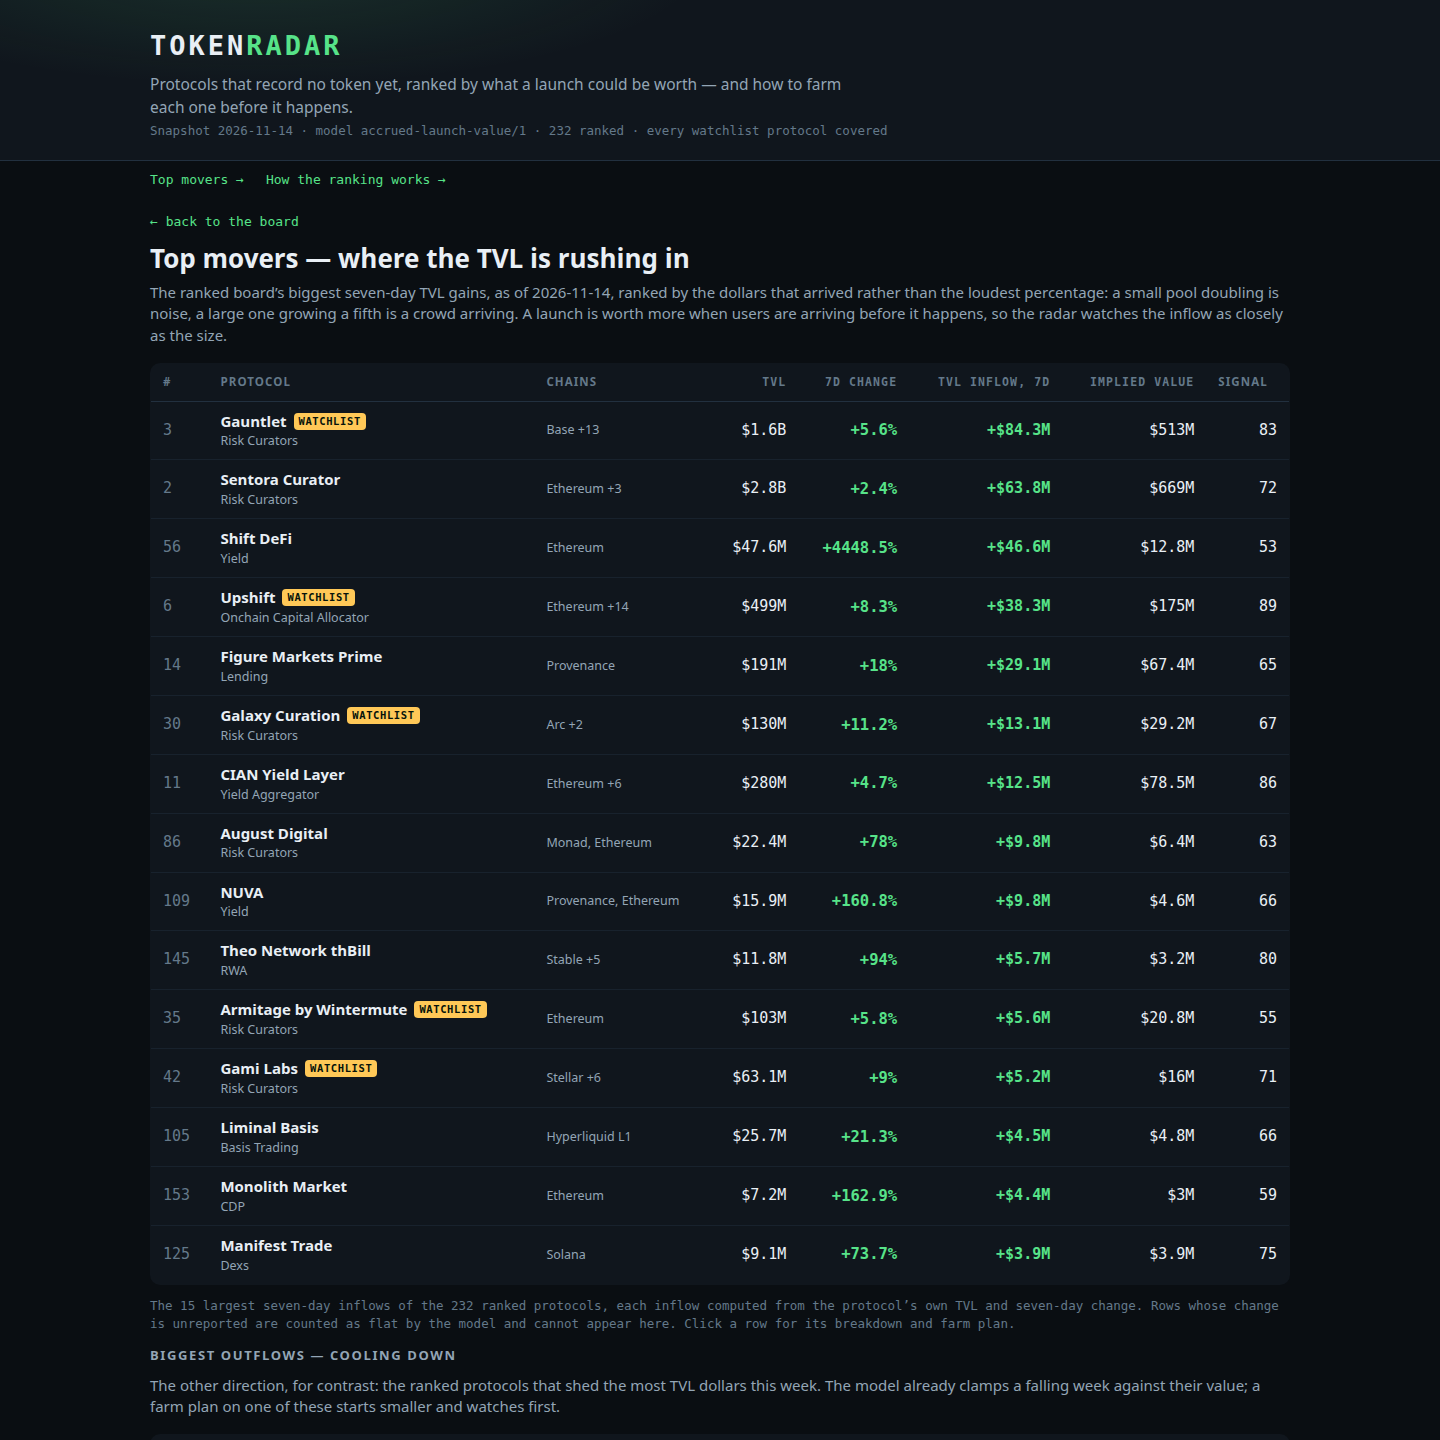 TOKENRADAR
Protocols that record no token yet, ranked by what a launch could be worth — and how to farm
each one before it happens.
Snapshot 2026-11-14 · model accrued-launch-value/1 · 232 ranked · every watchlist protocol covered
Top movers → How the ranking works →
← back to the board
Top movers — where the TVL is rushing in
The ranked board’s biggest seven-day TVL gains, as of 2026-11-14, ranked by the dollars that arrived rather than the loudest percentage: a small pool doubling is
noise, a large one growing a fifth is a crowd arriving. A launch is worth more when users are arriving before it happens, so the radar watches the inflow as closely
as the size.
# PROTOCOL CHAINS TVL 7D CHANGE TVL INFLOW, 7D IMPLIED VALUE SIGNAL
3 Gauntlet WATCHLIST Base +13 $1.6B +5.6% +$84.3M $513M 83
Risk Curators
2 Sentora Curator Ethereum +3 $2.8B +2.4% +$63.8M $669M 72
Risk Curators
56 Shift DeFi Ethereum $47.6M +4448.5% +$46.6M $12.8M 53
Yield
6 Upshift WATCHLIST Ethereum +14 $499M +8.3% +$38.3M $175M 89
Onchain Capital Allocator
14 Figure Markets Prime Provenance $191M +18% +$29.1M $67.4M 65
Lending
30 Galaxy Curation WATCHLIST Arc +2 $130M +11.2% +$13.1M $29.2M 67
Risk Curators
11 CIAN Yield Layer Ethereum +6 $280M +4.7% +$12.5M $78.5M 86
Yield Aggregator
86 August Digital Monad, Ethereum $22.4M +78% +$9.8M $6.4M 63
Risk Curators
109 NUVA Provenance, Ethereum $15.9M +160.8% +$9.8M $4.6M 66
Yield
145 Theo Network thBill Stable +5 $11.8M +94% +$5.7M $3.2M 80
RWA
35 Armitage by Wintermute WATCHLIST Ethereum $103M +5.8% +$5.6M $20.8M 55
Risk Curators
42 Gami Labs WATCHLIST Stellar +6 $63.1M +9% +$5.2M $16M 71
Risk Curators
105 Liminal Basis Hyperliquid L1 $25.7M +21.3% +$4.5M $4.8M 66
Basis Trading
153 Monolith Market Ethereum $7.2M +162.9% +$4.4M $3M 59
CDP
125 Manifest Trade Solana $9.1M +73.7% +$3.9M $3.9M 75
Dexs
The 15 largest seven-day inflows of the 232 ranked protocols, each inflow computed from the protocol’s own TVL and seven-day change. Rows whose change
is unreported are counted as flat by the model and cannot appear here. Click a row for its breakdown and farm plan.
BIGGEST OUTFLOWS — COOLING DOWN
The other direction, for contrast: the ranked protocols that shed the most TVL dollars this week. The model already clamps a falling week against their value; a
farm plan on one of these starts smaller and watches first.